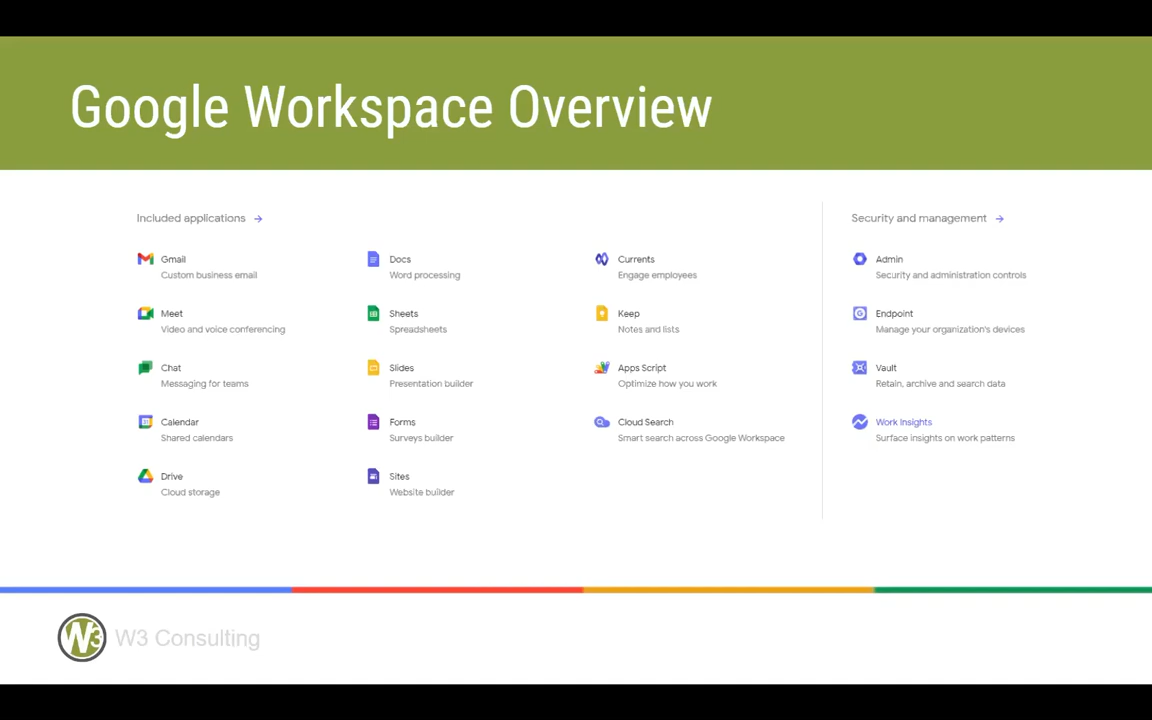 Google Workspace Overview
Included applications →
Gmail
Custom business email
Meet
Video and voice conferencing
Chat
Messaging for teams
Calendar
Shared calendars
Drive
Cloud storage
Docs
Word processing
Sheets
Spreadsheets
Slides
Presentation builder
Forms
Surveys builder
Sites
Website builder
Currents
Engage employees
Keep
Notes and lists
Apps Script
Optimize how you work
Cloud Search
Smart search across Google Workspace
Security and management →
Admin
Security and administration controls
Endpoint
Manage your organization's devices
Vault
Retain, archive and search data
Work Insights
Surface insights on work patterns
W3 W3 Consulting